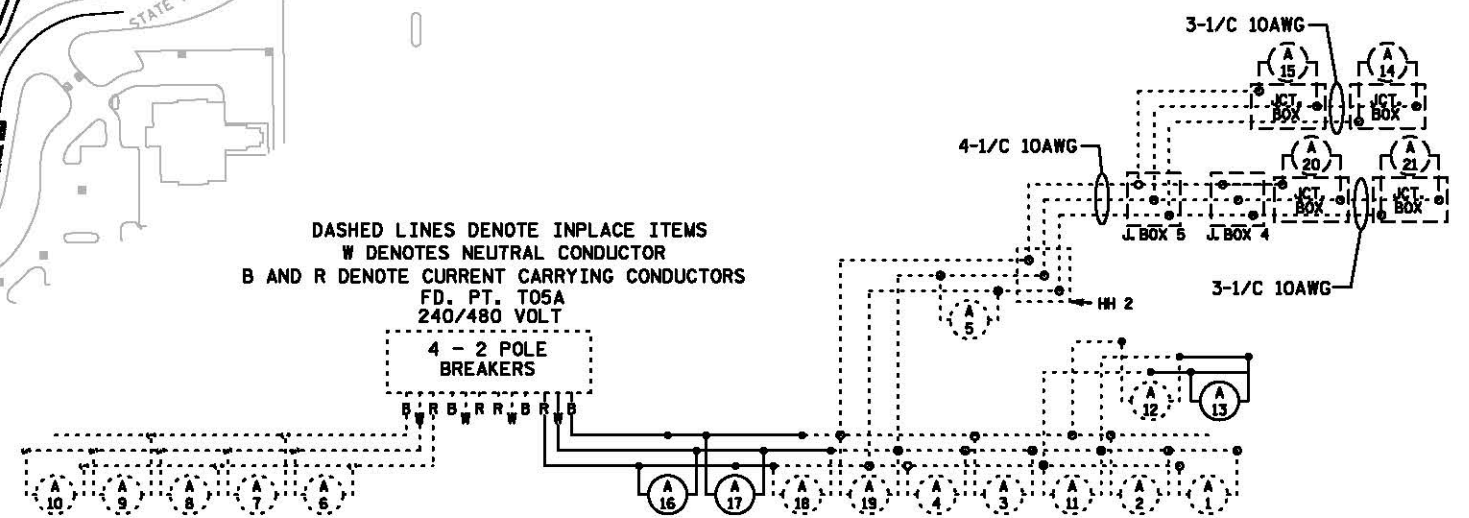 STATE
3-1/C 10AWG
A
15
A
14
JCT.
BOX
JCT.
BOX
4-1/C 10AWG
A
20
A
21
JCT.
BOX
JCT.
BOX
J. BOX 5
J. BOX 4
3-1/C 10AWG
DASHED LINES DENOTE INPLACE ITEMS
W DENOTES NEUTRAL CONDUCTOR
B AND R DENOTE CURRENT CARRYING CONDUCTORS
FD. PT. T05A
240/480 VOLT
4 - 2 POLE
BREAKERS
HH 2
A
5
A
12
A
13
B W R B W R R W B R W B
A
10
A
9
A
8
A
7
A
6
A
16
A
17
A
18
A
19
A
4
A
3
A
11
A
2
A
1